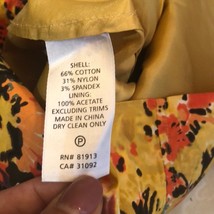 SHELL:
66% COTTON
31% NYLON
3% SPANDEX
LINING:
100% ACETATE
EXCLUDING TRIMS
MADE IN CHINA
DRY CLEAN ONLY
P
RN# 81913
CA# 31092